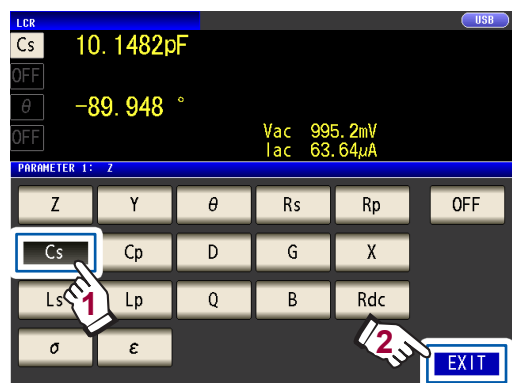 LCR USB
Cs 10.1482pF
OFF
θ -89.948 °
OFF Vac 995.2mV
Iac 63.64μA
PARAMETER 1: Z
Z Y θ Rs Rp OFF
Cs Cp D G X
Ls 1 Lp Q B Rdc
σ ε 2 EXIT